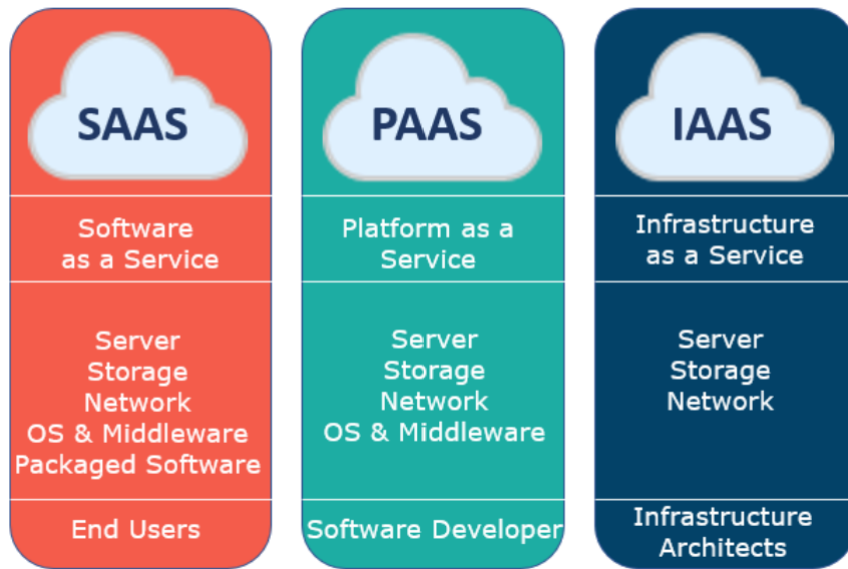 SAAS
Software
as a Service
Server
Storage
Network
OS & Middleware
Packaged Software
End Users
PAAS
Platform as a
Service
Server
Storage
Network
OS & Middleware
Software Developer
IAAS
Infrastructure
as a Service
Server
Storage
Network
Infrastructure
Architects